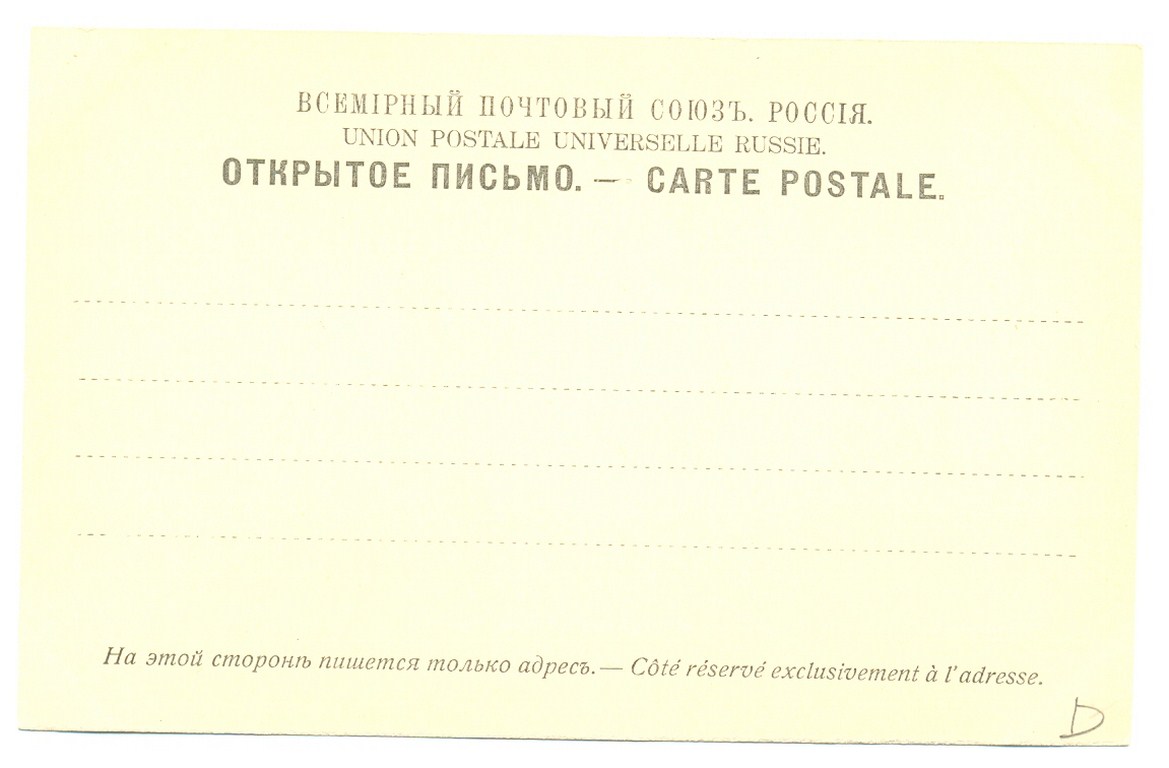 ВСЕМІРНЫЙ ПОЧТОВЫЙ СОЮЗЪ. РОССІЯ.
UNION POSTALE UNIVERSELLE RUSSIE.
ОТКРЫТОЕ ПИСЬМО. — CARTE POSTALE.
На этой сторонѣ пишется только адресъ. — Côté réservé exclusivement à l'adresse.
D